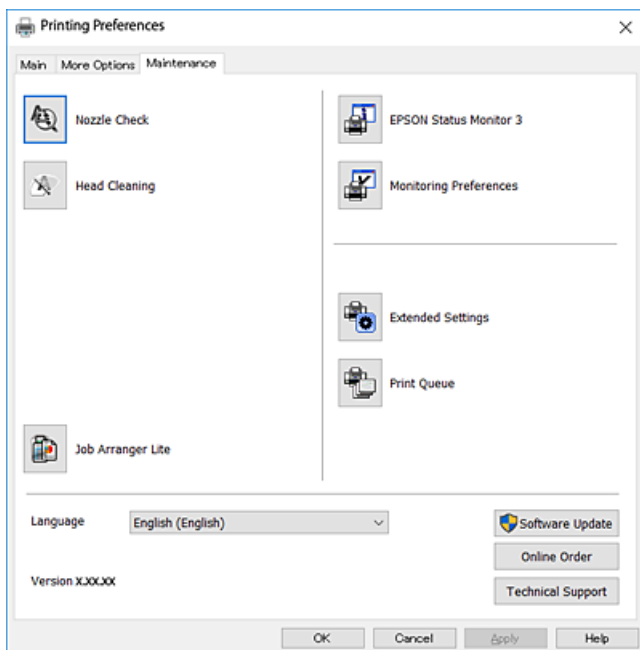 Printing Preferences
Main More Options Maintenance
Nozzle Check
Head Cleaning
Job Arranger Lite
EPSON Status Monitor 3
Monitoring Preferences
Extended Settings
Print Queue
Language English (English)
Version X.XX.XX
Software Update
Online Order
Technical Support
OK Cancel Apply Help